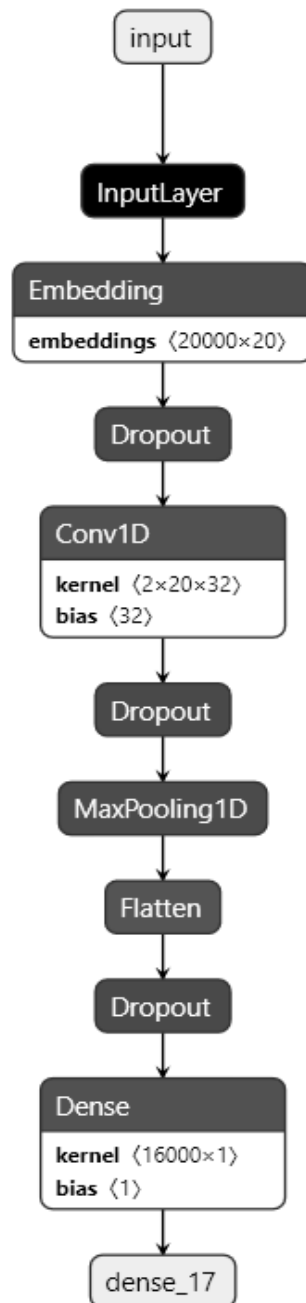 input
InputLayer
Embedding
embeddings ⟨20000×20⟩
Dropout
Conv1D
kernel ⟨2×20×32⟩
bias ⟨32⟩
Dropout
MaxPooling1D
Flatten
Dropout
Dense
kernel ⟨16000×1⟩
bias ⟨1⟩
dense_17